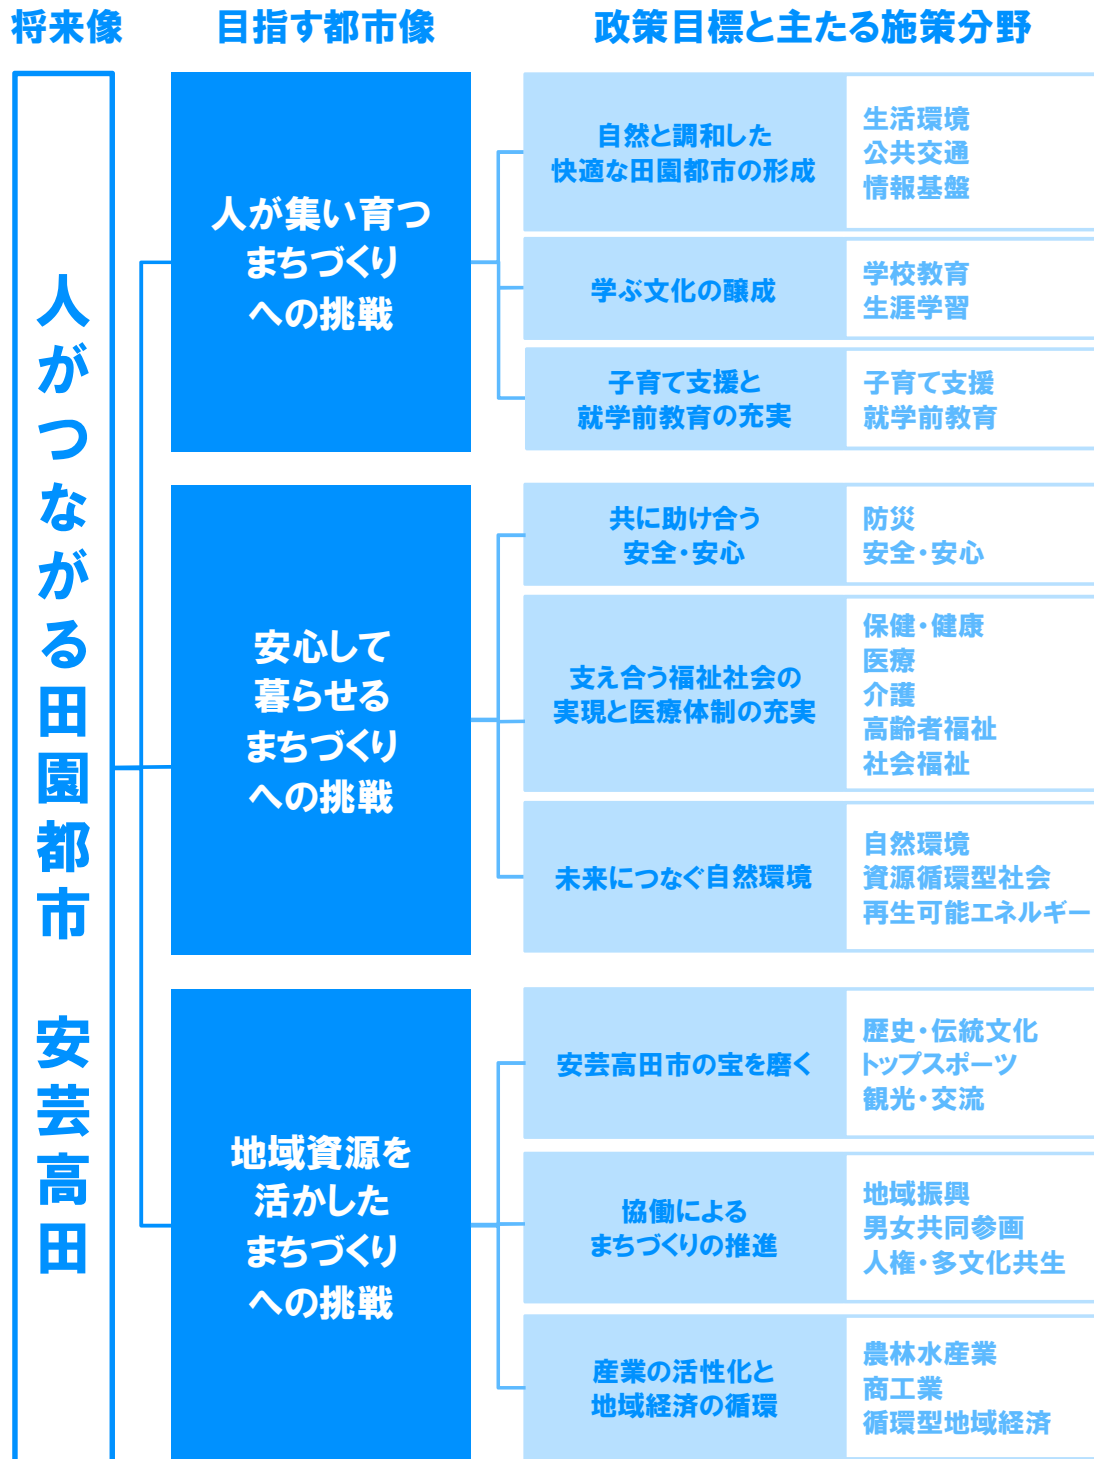 将来像
目指す都市像
政策目標と主たる施策分野
人がつながる田園都市　安芸高田
人が集い育つ
まちづくり
への挑戦
自然と調和した
快適な田園都市の形成
生活環境
公共交通
情報基盤
学ぶ文化の醸成
学校教育
生涯学習
子育て支援と
就学前教育の充実
子育て支援
就学前教育
安心して
暮らせる
まちづくり
への挑戦
共に助け合う
安全・安心
防災
安全・安心
支え合う福祉社会の
実現と医療体制の充実
保健・健康
医療
介護
高齢者福祉
社会福祉
未来につなぐ自然環境
自然環境
資源循環型社会
再生可能エネルギー
地域資源を
活かした
まちづくり
への挑戦
安芸高田市の宝を磨く
歴史・伝統文化
トップスポーツ
観光・交流
協働による
まちづくりの推進
地域振興
男女共同参画
人権・多文化共生
産業の活性化と
地域経済の循環
農林水産業
商工業
循環型地域経済